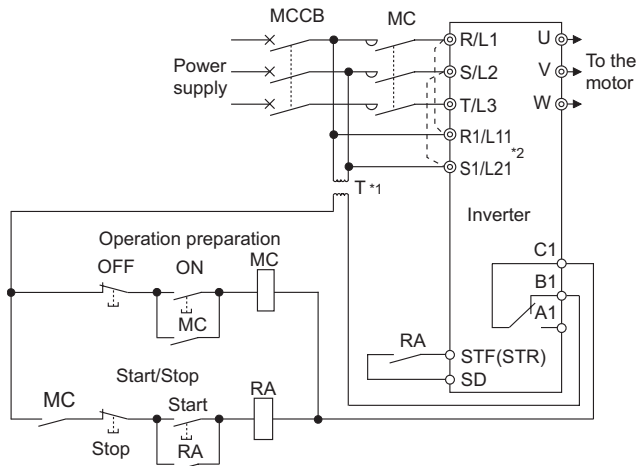 MCCB
MC
R/L1
U
Power
supply
S/L2
V
To the
motor
T/L3
W
R1/L11
*2
S1/L21
T *1
Inverter
Operation preparation
OFF
ON
MC
C1
B1
A1
MC
RA
STF(STR)
SD
Start/Stop
MC
Start
RA
Stop
RA